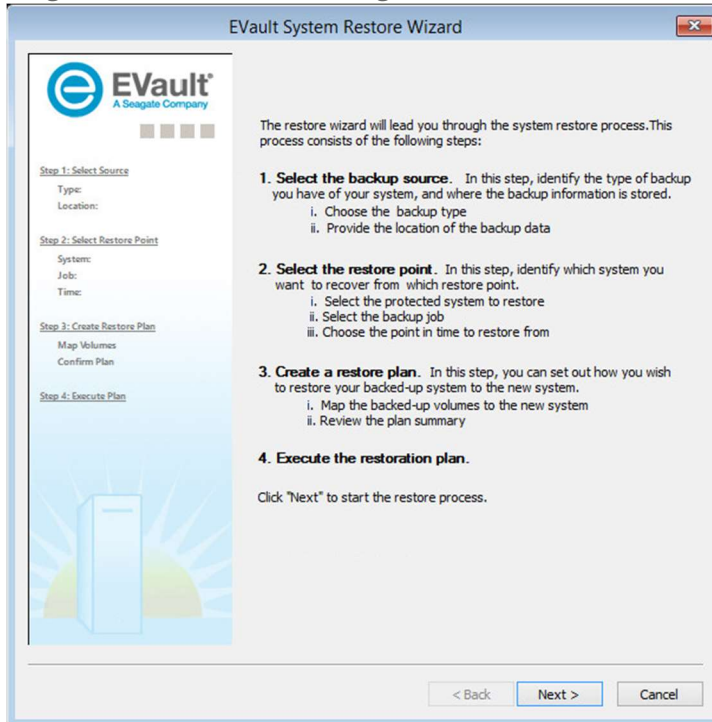 EVault System Restore Wizard
EVault
A Seagate Company
Step 1: Select Source
Type:
Location:
Step 2: Select Restore Point
System:
Job:
Time:
Step 3: Create Restore Plan
Map Volumes
Confirm Plan
Step 4: Execute Plan
The restore wizard will lead you through the system restore process.This
process consists of the following steps:
1. Select the backup source. In this step, identify the type of backup
you have of your system, and where the backup information is stored.
i. Choose the backup type
ii. Provide the location of the backup data
2. Select the restore point. In this step, identify which system you
want to recover from which restore point.
i. Select the protected system to restore
ii. Select the backup job
iii. Choose the point in time to restore from
3. Create a restore plan. In this step, you can set out how you wish
to restore your backed-up system to the new system.
i. Map the backed-up volumes to the new system
ii. Review the plan summary
4. Execute the restoration plan.
Click "Next" to start the restore process.
< Back Next > Cancel